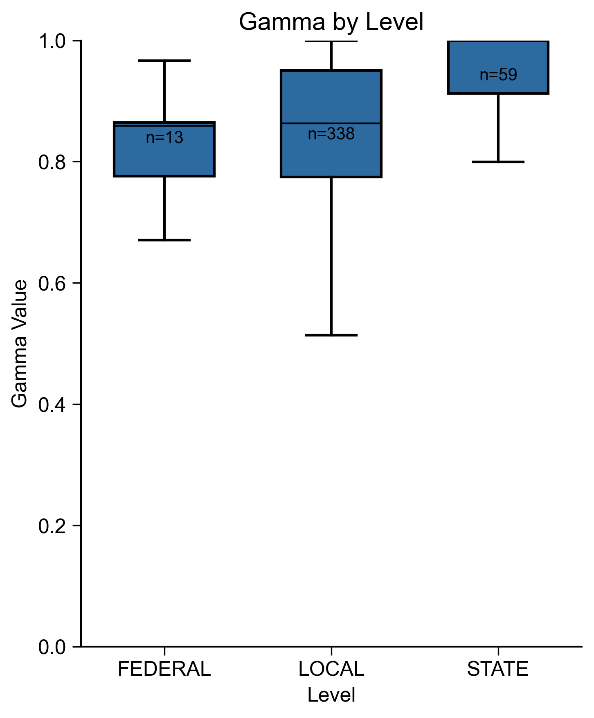 Gamma by Level
1.0
0.8
0.6
0.4
0.2
0.0
Gamma Value
n=13
n=338
n=59
FEDERAL LOCAL STATE
Level